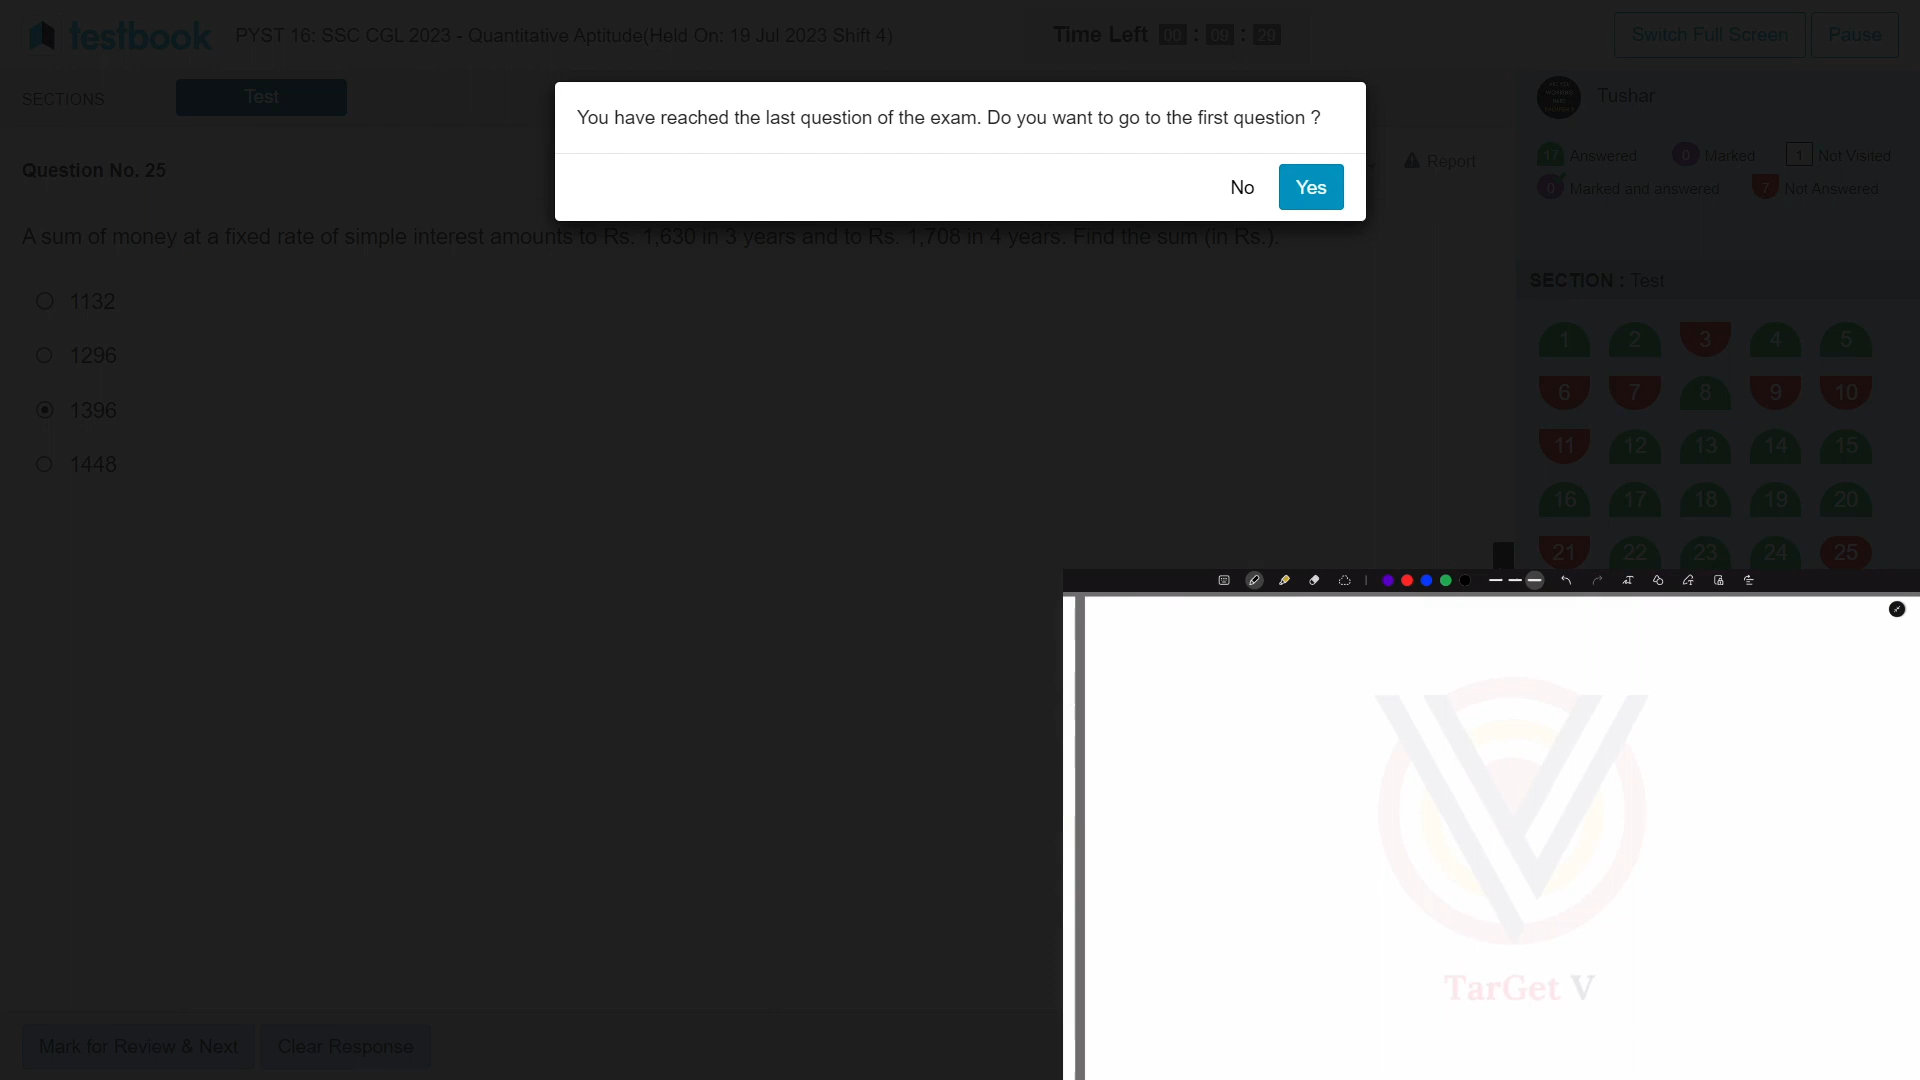 testbook PYST 16: SSC CGL 2023 - Quantitative Aptitude(Held On: 19 Jul 2023 Shift 4) Time Left 00 : 09 : 29 Switch Full Screen Pause
SECTIONS Test
Tushar
You have reached the last question of the exam. Do you want to go to the first question ?
No Yes
17 Answered 0 Marked 1 Not Visited
0 Marked and answered 7 Not Answered
Question No. 25
Report
A sum of money at a fixed rate of simple interest amounts to Rs. 1,630 in 3 years and to Rs. 1,708 in 4 years. Find the sum (in Rs.).
1132
1296
1396
1448
SECTION : Test
1 2 3 4 5
6 7 8 9 10
11 12 13 14 15
16 17 18 19 20
21 22 23 24 25
TarGet V
Mark for Review & Next Clear Response